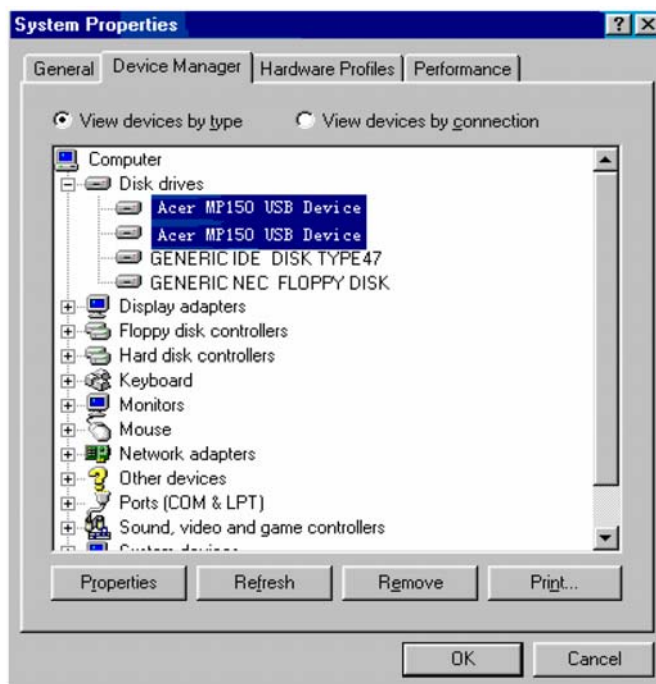 System Properties
General Device Manager Hardware Profiles Performance
View devices by type View devices by connection
Computer
Disk drives
Acer MP150 USB Device
Acer MP150 USB Device
GENERIC IDE DISK TYPE47
GENERIC NEC FLOPPY DISK
Display adapters
Floppy disk controllers
Hard disk controllers
Keyboard
Monitors
Mouse
Network adapters
Other devices
Ports (COM & LPT)
Sound, video and game controllers
Properties Refresh Remove Print...
OK Cancel